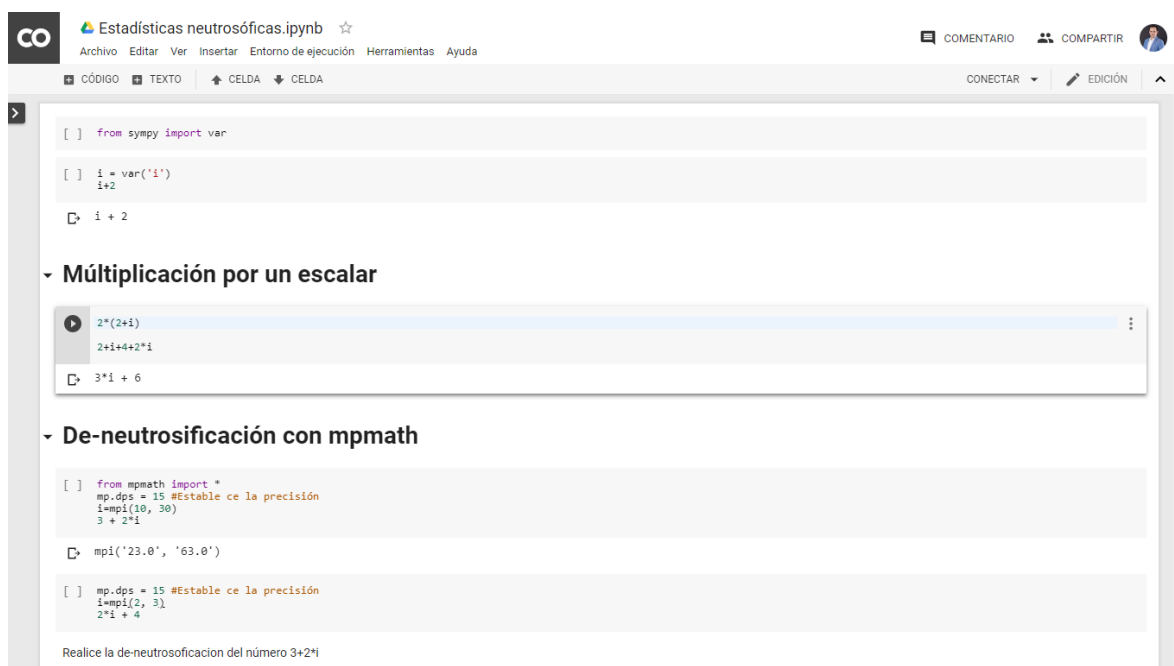 CO
Estadísticas neutrosóficas.ipynb
Archivo Editar Ver Insertar Entorno de ejecución Herramientas Ayuda
COMENTARIO COMPARTIR
CÓDIGO TEXTO CELDA CELDA
CONECTAR EDICIÓN
[ ] from sympy import var
[ ] i = var('i')
i+2
i + 2
Múltiplicación por un escalar
2*(2+i)
2+i+4+2*i
3*i + 6
De-neutrosificación con mpmath
[ ] from mpmath import *
mp.dps = 15 #Estable ce la precisión
i=mpi(10, 30)
3 + 2*i
mpi('23.0', '63.0')
[ ] mp.dps = 15 #Estable ce la precisión
i=mpi(2, 3)
2*i + 4
Realice la de-neutrosoficacion del número 3+2*i